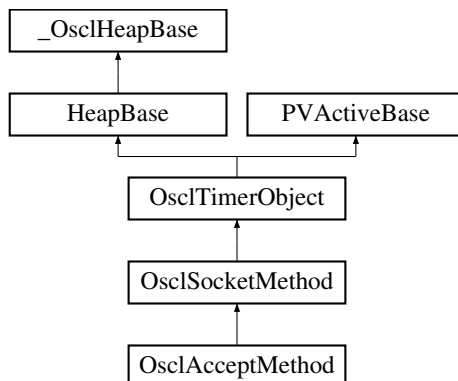 _OsclHeapBase
HeapBase
PVActiveBase
OsclTimerObject
OsclSocketMethod
OsclAcceptMethod